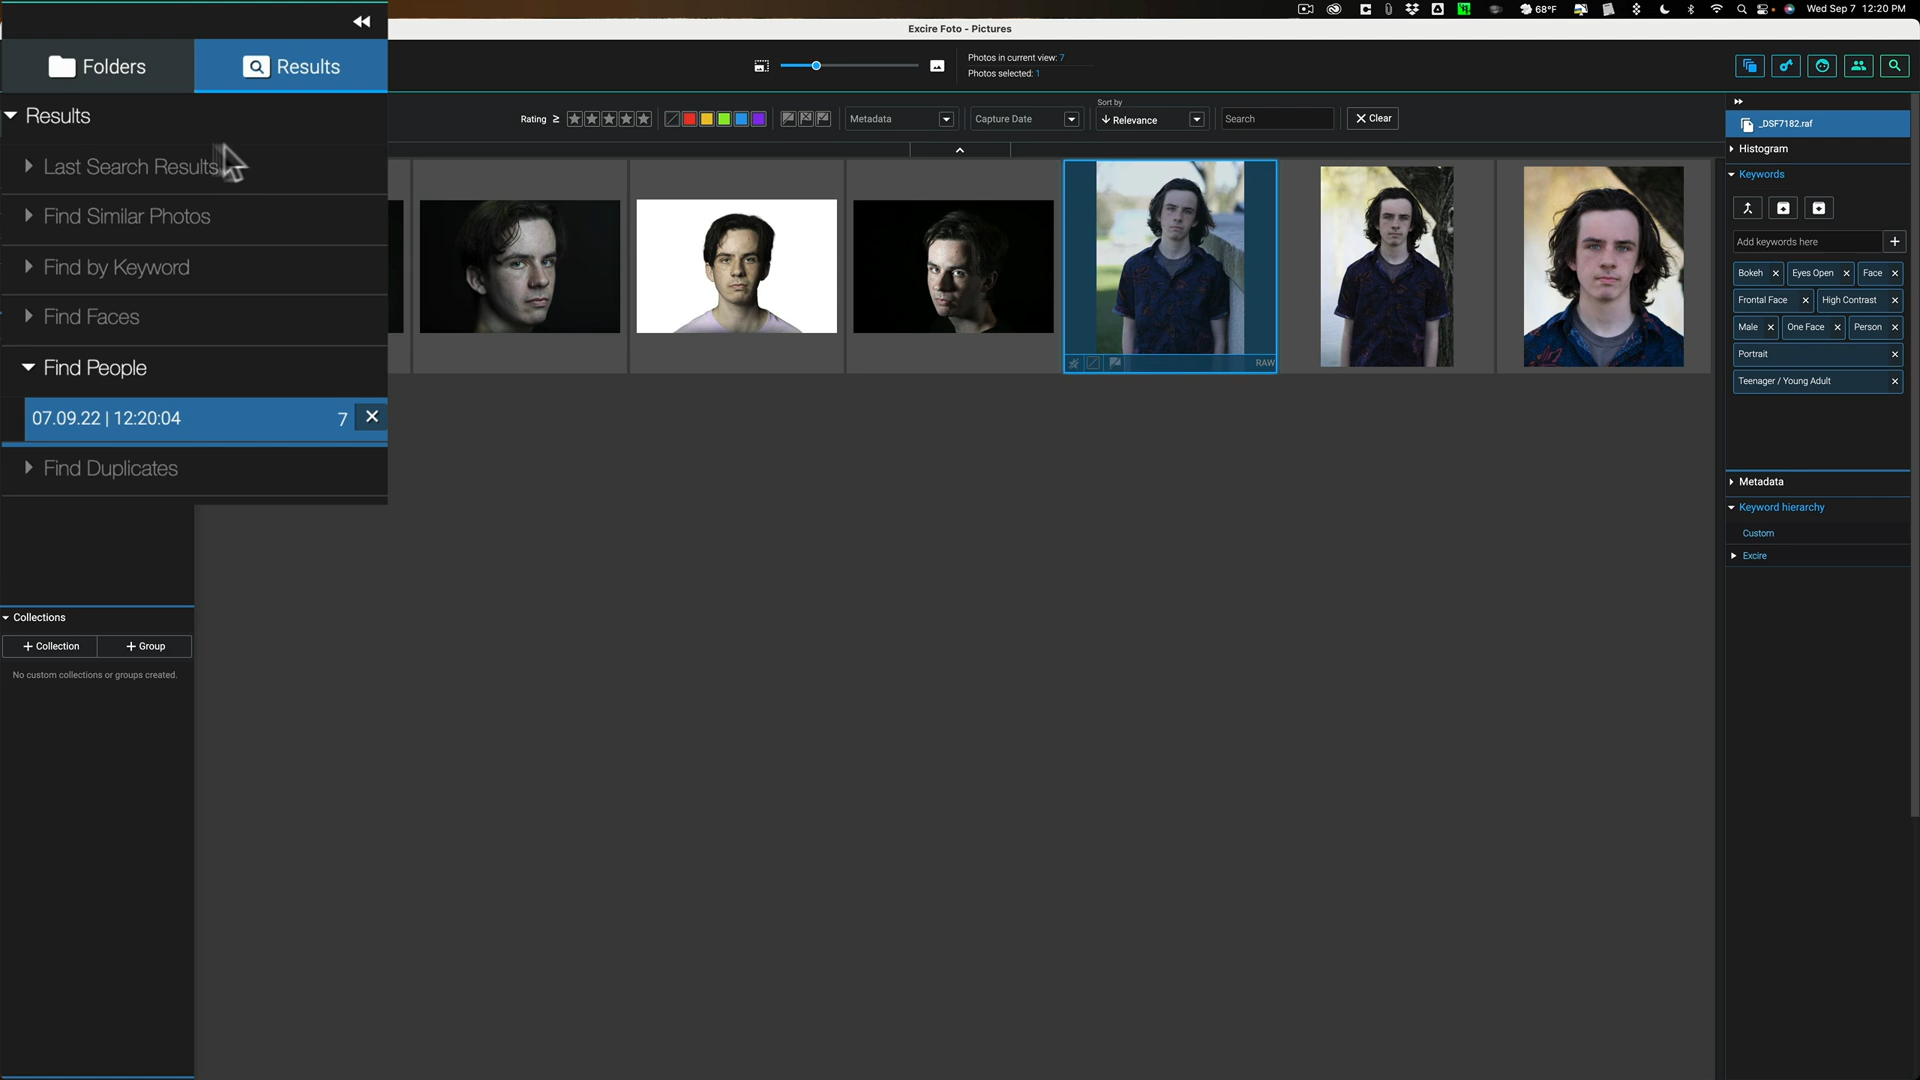 68°F
Wed Sep 7 12:20 PM
Excire Foto - Pictures
Folders
Results
Photos in current view: 7
Photos selected: 1
Results
Last Search Results
Find Similar Photos
Find by Keyword
Find Faces
Find People
07.09.22 | 12:20:04 7
Find Duplicates
Rating ≥
Metadata
Capture Date
Sort by
Relevance
Search
Clear
RAW
_DSF7182.raf
Histogram
Keywords
Add keywords here
Bokeh
Eyes Open
Face
Frontal Face
High Contrast
Male
One Face
Person
Portrait
Teenager / Young Adult
Metadata
Keyword hierarchy
Custom
Excire
Collections
+ Collection
+ Group
No custom collections or groups created.